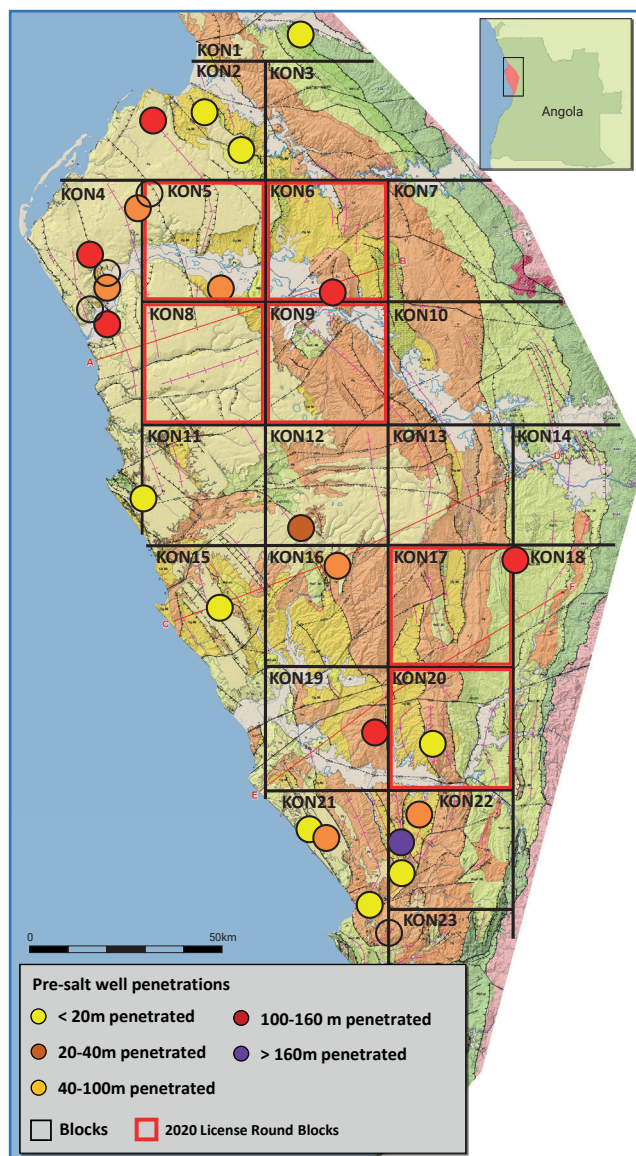 KON1
KON2
KON3
Angola
KON4
KON5
KON6
KON7
B
KON8
KON9
KON10
A
KON11
KON12
KON13
KON14
D
KON15
KON16
KON17
KON18
F
C
KON19
KON20
E
KON21
KON22
KON23
0 50km
Pre-salt well penetrations
< 20m penetrated
100-160 m penetrated
20-40m penetrated
> 160m penetrated
40-100m penetrated
Blocks
2020 License Round Blocks